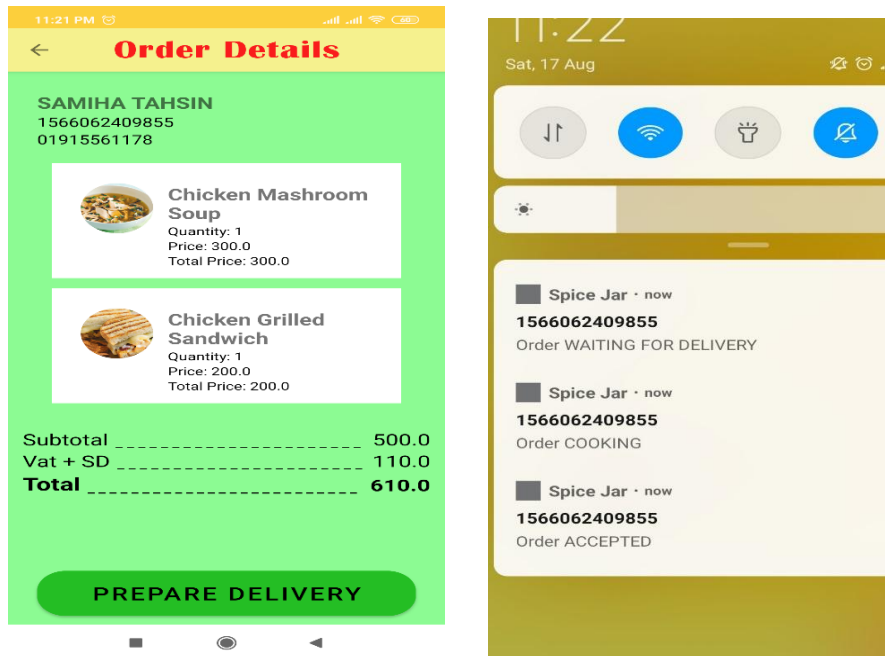 11:21 PM
60
Order Details
SAMIHA TAHSIN
1566062409855
01915561178
Chicken Mashroom
Soup
Quantity: 1
Price: 300.0
Total Price: 300.0
Chicken Grilled
Sandwich
Quantity: 1
Price: 200.0
Total Price: 200.0
Subtotal _ _ _ _ _ _ _ _ _ _ _ _ _ _ _ _ _ _ _ _ _ _ _ 500.0
Vat + SD _ _ _ _ _ _ _ _ _ _ _ _ _ _ _ _ _ _ _ _ _ _ _ 110.0
Total _ _ _ _ _ _ _ _ _ _ _ _ _ _ _ _ _ _ _ _ _ _ _ _ _ 610.0
PREPARE DELIVERY
11:22
Sat, 17 Aug
Spice Jar · now
1566062409855
Order WAITING FOR DELIVERY
Spice Jar · now
1566062409855
Order COOKING
Spice Jar · now
1566062409855
Order ACCEPTED